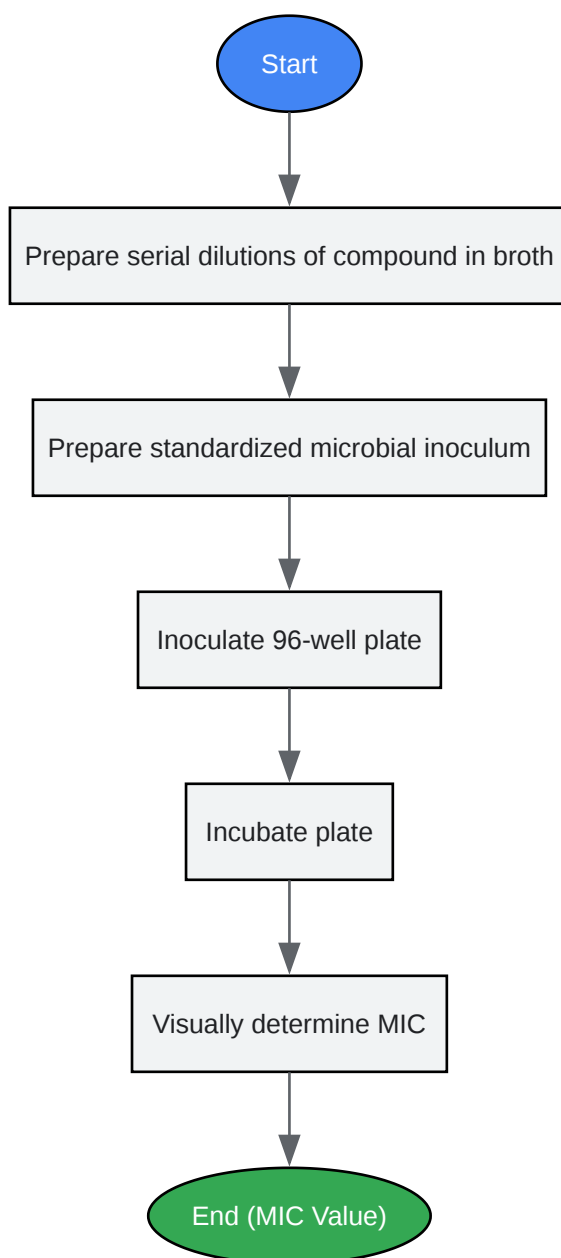 Start
Prepare serial dilutions of compound in broth
Prepare standardized microbial inoculum
Inoculate 96-well plate
Incubate plate
Visually determine MIC
End (MIC Value)